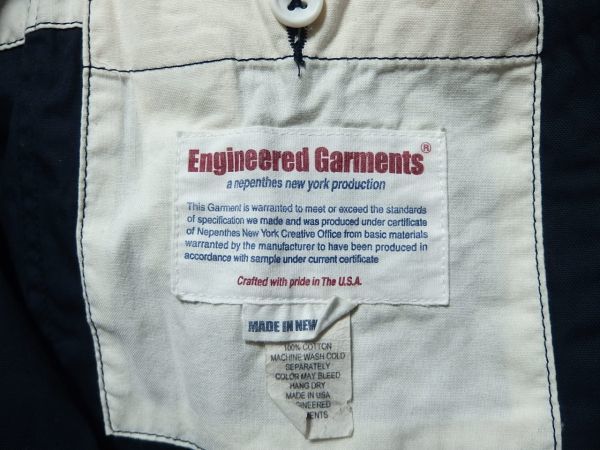 Engineered Garments®
a nepenthes new york production
This Garment is warranted to meet or exceed the standards
of specification we made and was produced under certificate
of Nepenthes New York Creative Office from basic materials
warranted by the manufacturer to have been produced in
accordance with sample under current certificate
Crafted with pride in The U.S.A.
MADE IN NEW
100% COTTON
MACHINE WASH COLD
SEPARATELY
COLOR MAY BLEED
HANG DRY
MADE IN USA